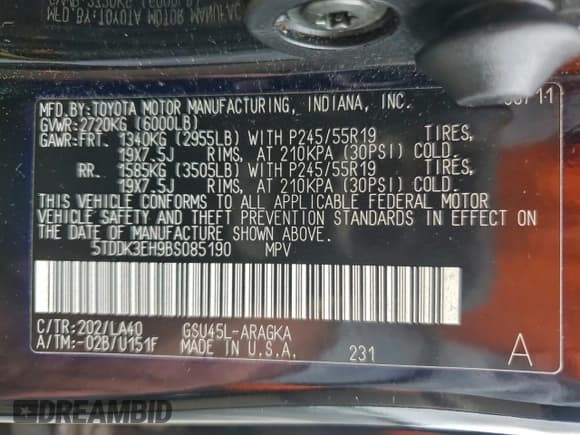 MFD.BY:TOYOTA MOTOR MANUFACTURING, INDIANA, INC.
GVWR:2720KG (6000LB)
GAWR:FRT. 1340KG (2955LB) WITH P245/55R19 TIRES,
19X7.5J RIMS, AT 210KPA (30PSI) COLD.
RR. 1585KG (3505LB) WITH P245/55R19 TIRES,
19X7.5J RIMS, AT 210KPA (30PSI) COLD.
THIS VEHICLE CONFORMS TO ALL APPLICABLE FEDERAL MOTOR
VEHICLE SAFETY AND THEFT PREVENTION STANDARDS IN EFFECT ON
THE DATE OF MANUFACTURE SHOWN ABOVE.
5TDDK3EH9BS085190 MPV
C/TR:202/LA40 GSU45L-ARAGKA
A/TM:-02B/U151F MADE IN U.S.A. 231 A
DREAMBID